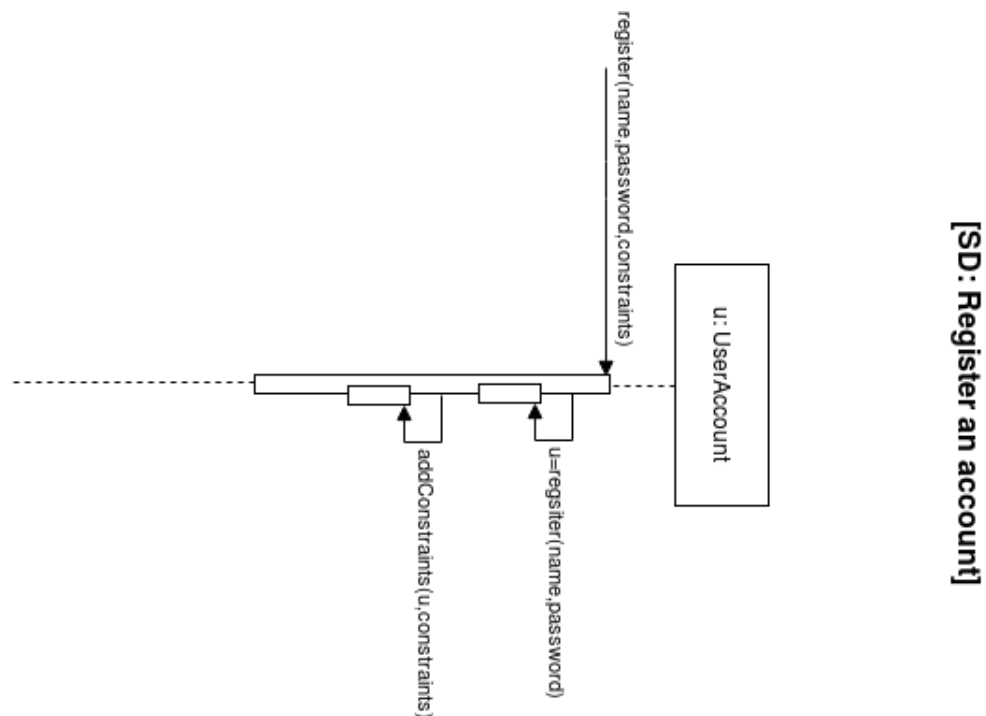 [SD: Register an account]
u: UserAccount
register(name,password,constraints)
u=regsiter(name,password)
addConstraints(u,constraints)